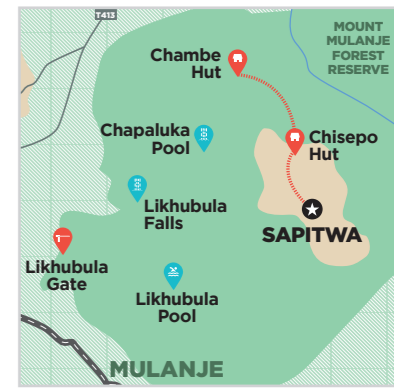 T413
MOUNT
MULANJE
FOREST
RESERVE
Chambe
Hut
Chapaluka
Pool
Chisepo
Hut
Likhubula
Falls
SAPITWA
Likhubula
Gate
Likhubula
Pool
MULANJE